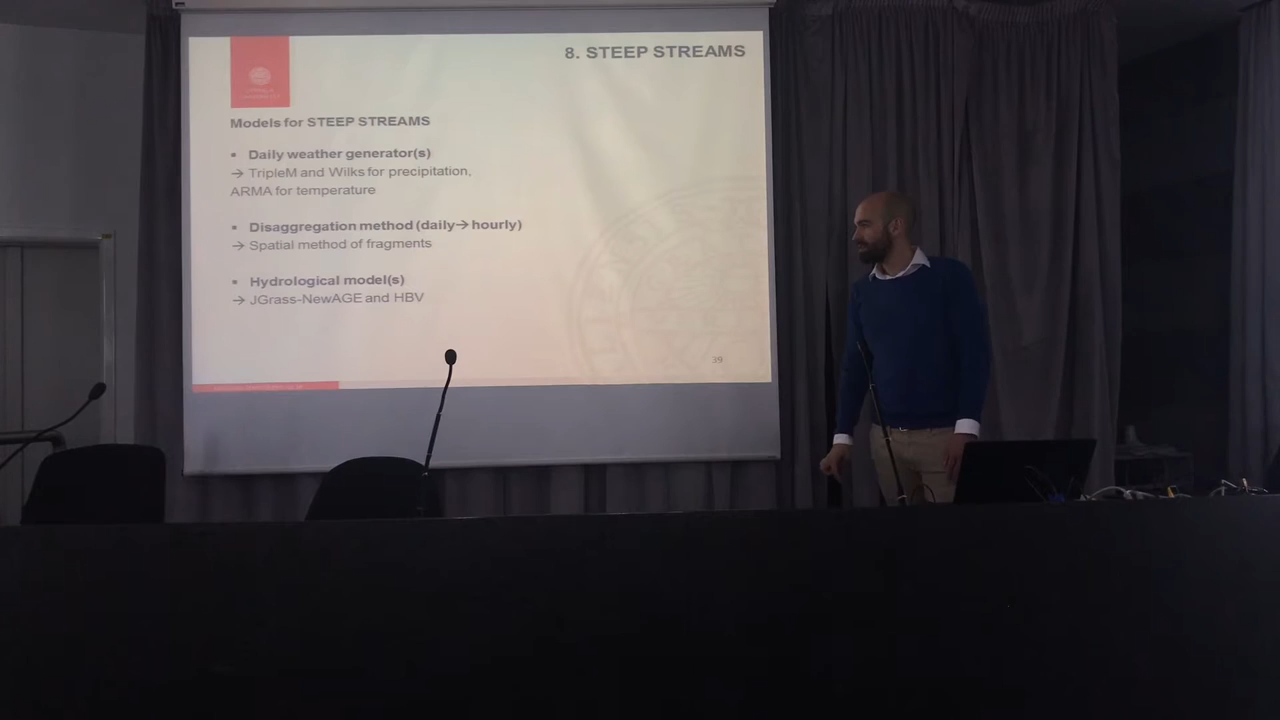 8. STEEP STREAMS
Models for STEEP STREAMS
▪ Daily weather generator(s)
→ TripleM and Wilks for precipitation,
ARMA for temperature
▪ Disaggregation method (daily→hourly)
→ Spatial method of fragments
▪ Hydrological model(s)
→ JGrass-NewAGE and HBV
39